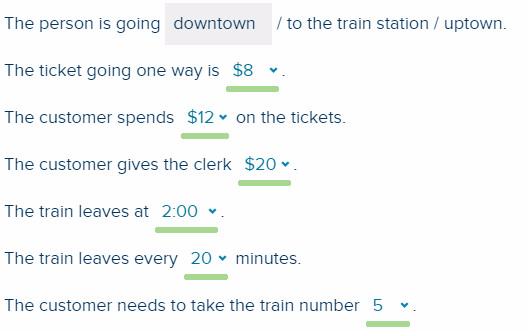 The person is going downtown / to the train station / uptown.
The ticket going one way is $8.
The customer spends $12 on the tickets.
The customer gives the clerk $20.
The train leaves at 2:00.
The train leaves every 20 minutes.
The customer needs to take the train number 5.